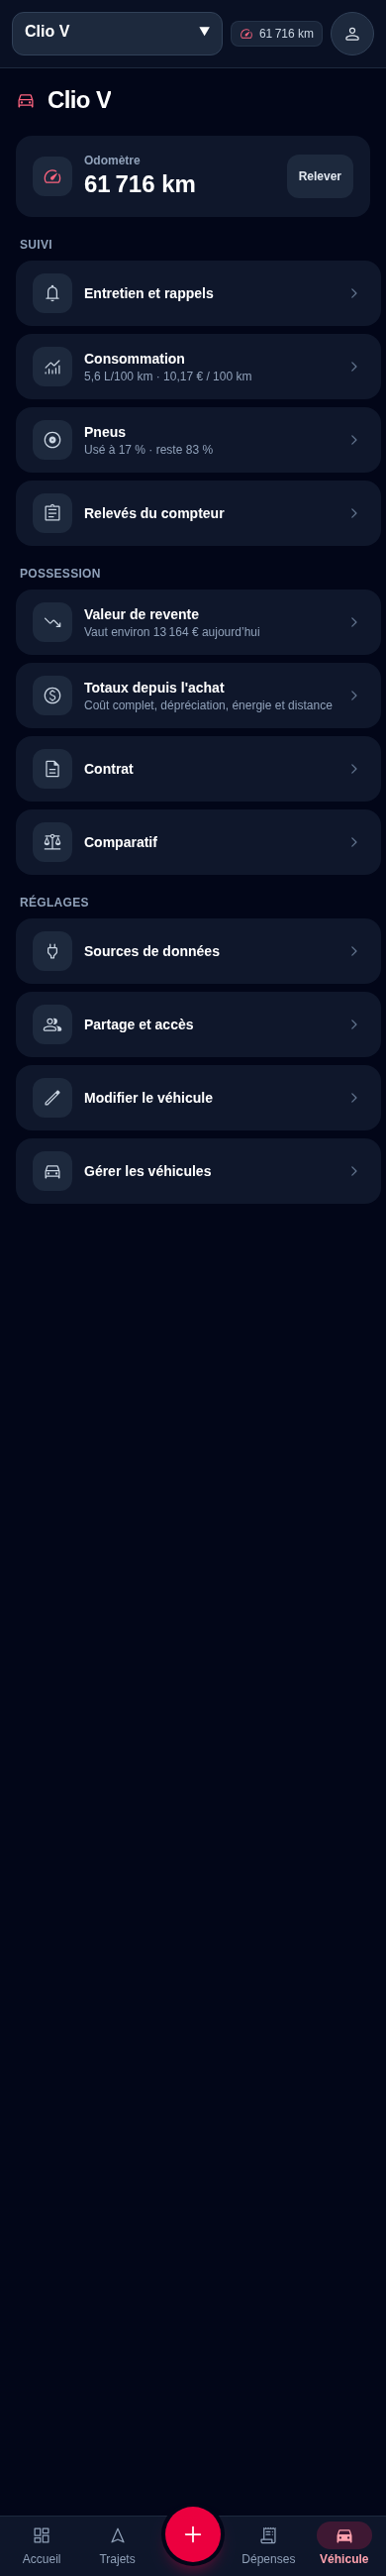 Clio V
61 716 km
Clio V
Odomètre
61 716 km
Relever
SUIVI
Entretien et rappels
Consommation
5,6 L/100 km · 10,17 € / 100 km
Pneus
Usé à 17 % · reste 83 %
Relevés du compteur
POSSESSION
Valeur de revente
Vaut environ 13 164 € aujourd’hui
Totaux depuis l'achat
Coût complet, dépréciation, énergie et distance
Contrat
Comparatif
RÉGLAGES
Sources de données
Partage et accès
Modifier le véhicule
Gérer les véhicules
Accueil
Trajets
Dépenses
Véhicule